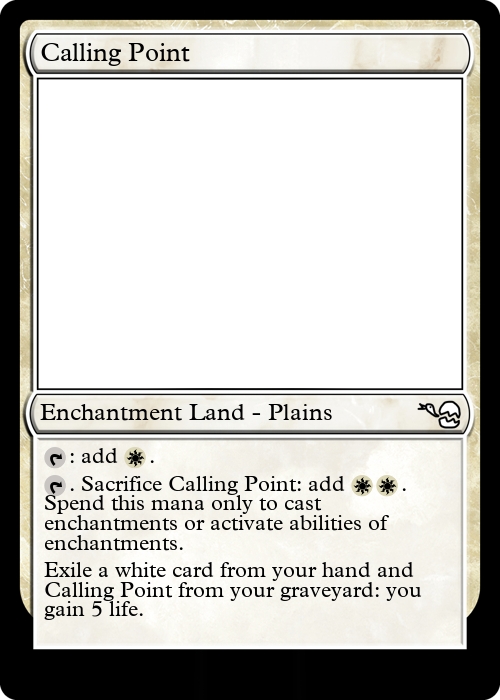 Calling Point
Enchantment Land - Plains
: add .
. Sacrifice Calling Point: add .
Spend this mana only to cast
enchantments or activate abilities of
enchantments.
Exile a white card from your hand and
Calling Point from your graveyard: you
gain 5 life.